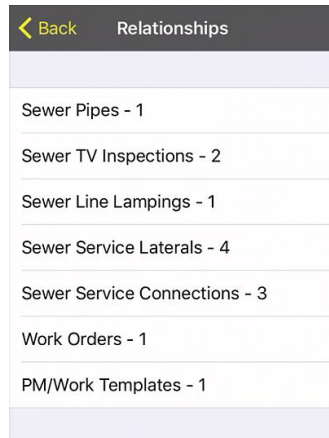 Back Relationships
Sewer Pipes - 1
Sewer TV Inspections - 2
Sewer Line Lampings - 1
Sewer Service Laterals - 4
Sewer Service Connections - 3
Work Orders - 1
PM/Work Templates - 1